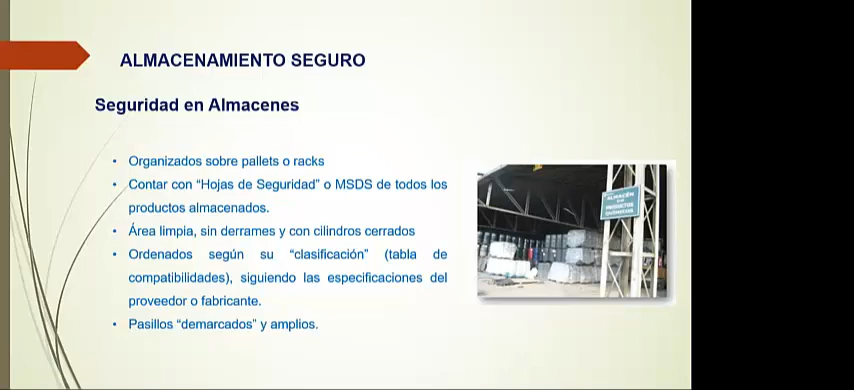 ALMACENAMIENTO SEGURO
Seguridad en Almacenes
• Organizados sobre pallets o racks
• Contar con “Hojas de Seguridad” o MSDS de todos los
productos almacenados.
• Área limpia, sin derrames y con cilindros cerrados
• Ordenados según su “clasificación” (tabla de
compatibilidades), siguiendo las especificaciones del
proveedor o fabricante.
• Pasillos “demarcados” y amplios.
ALMACÉN
PRODUCTOS
QUÍMICOS